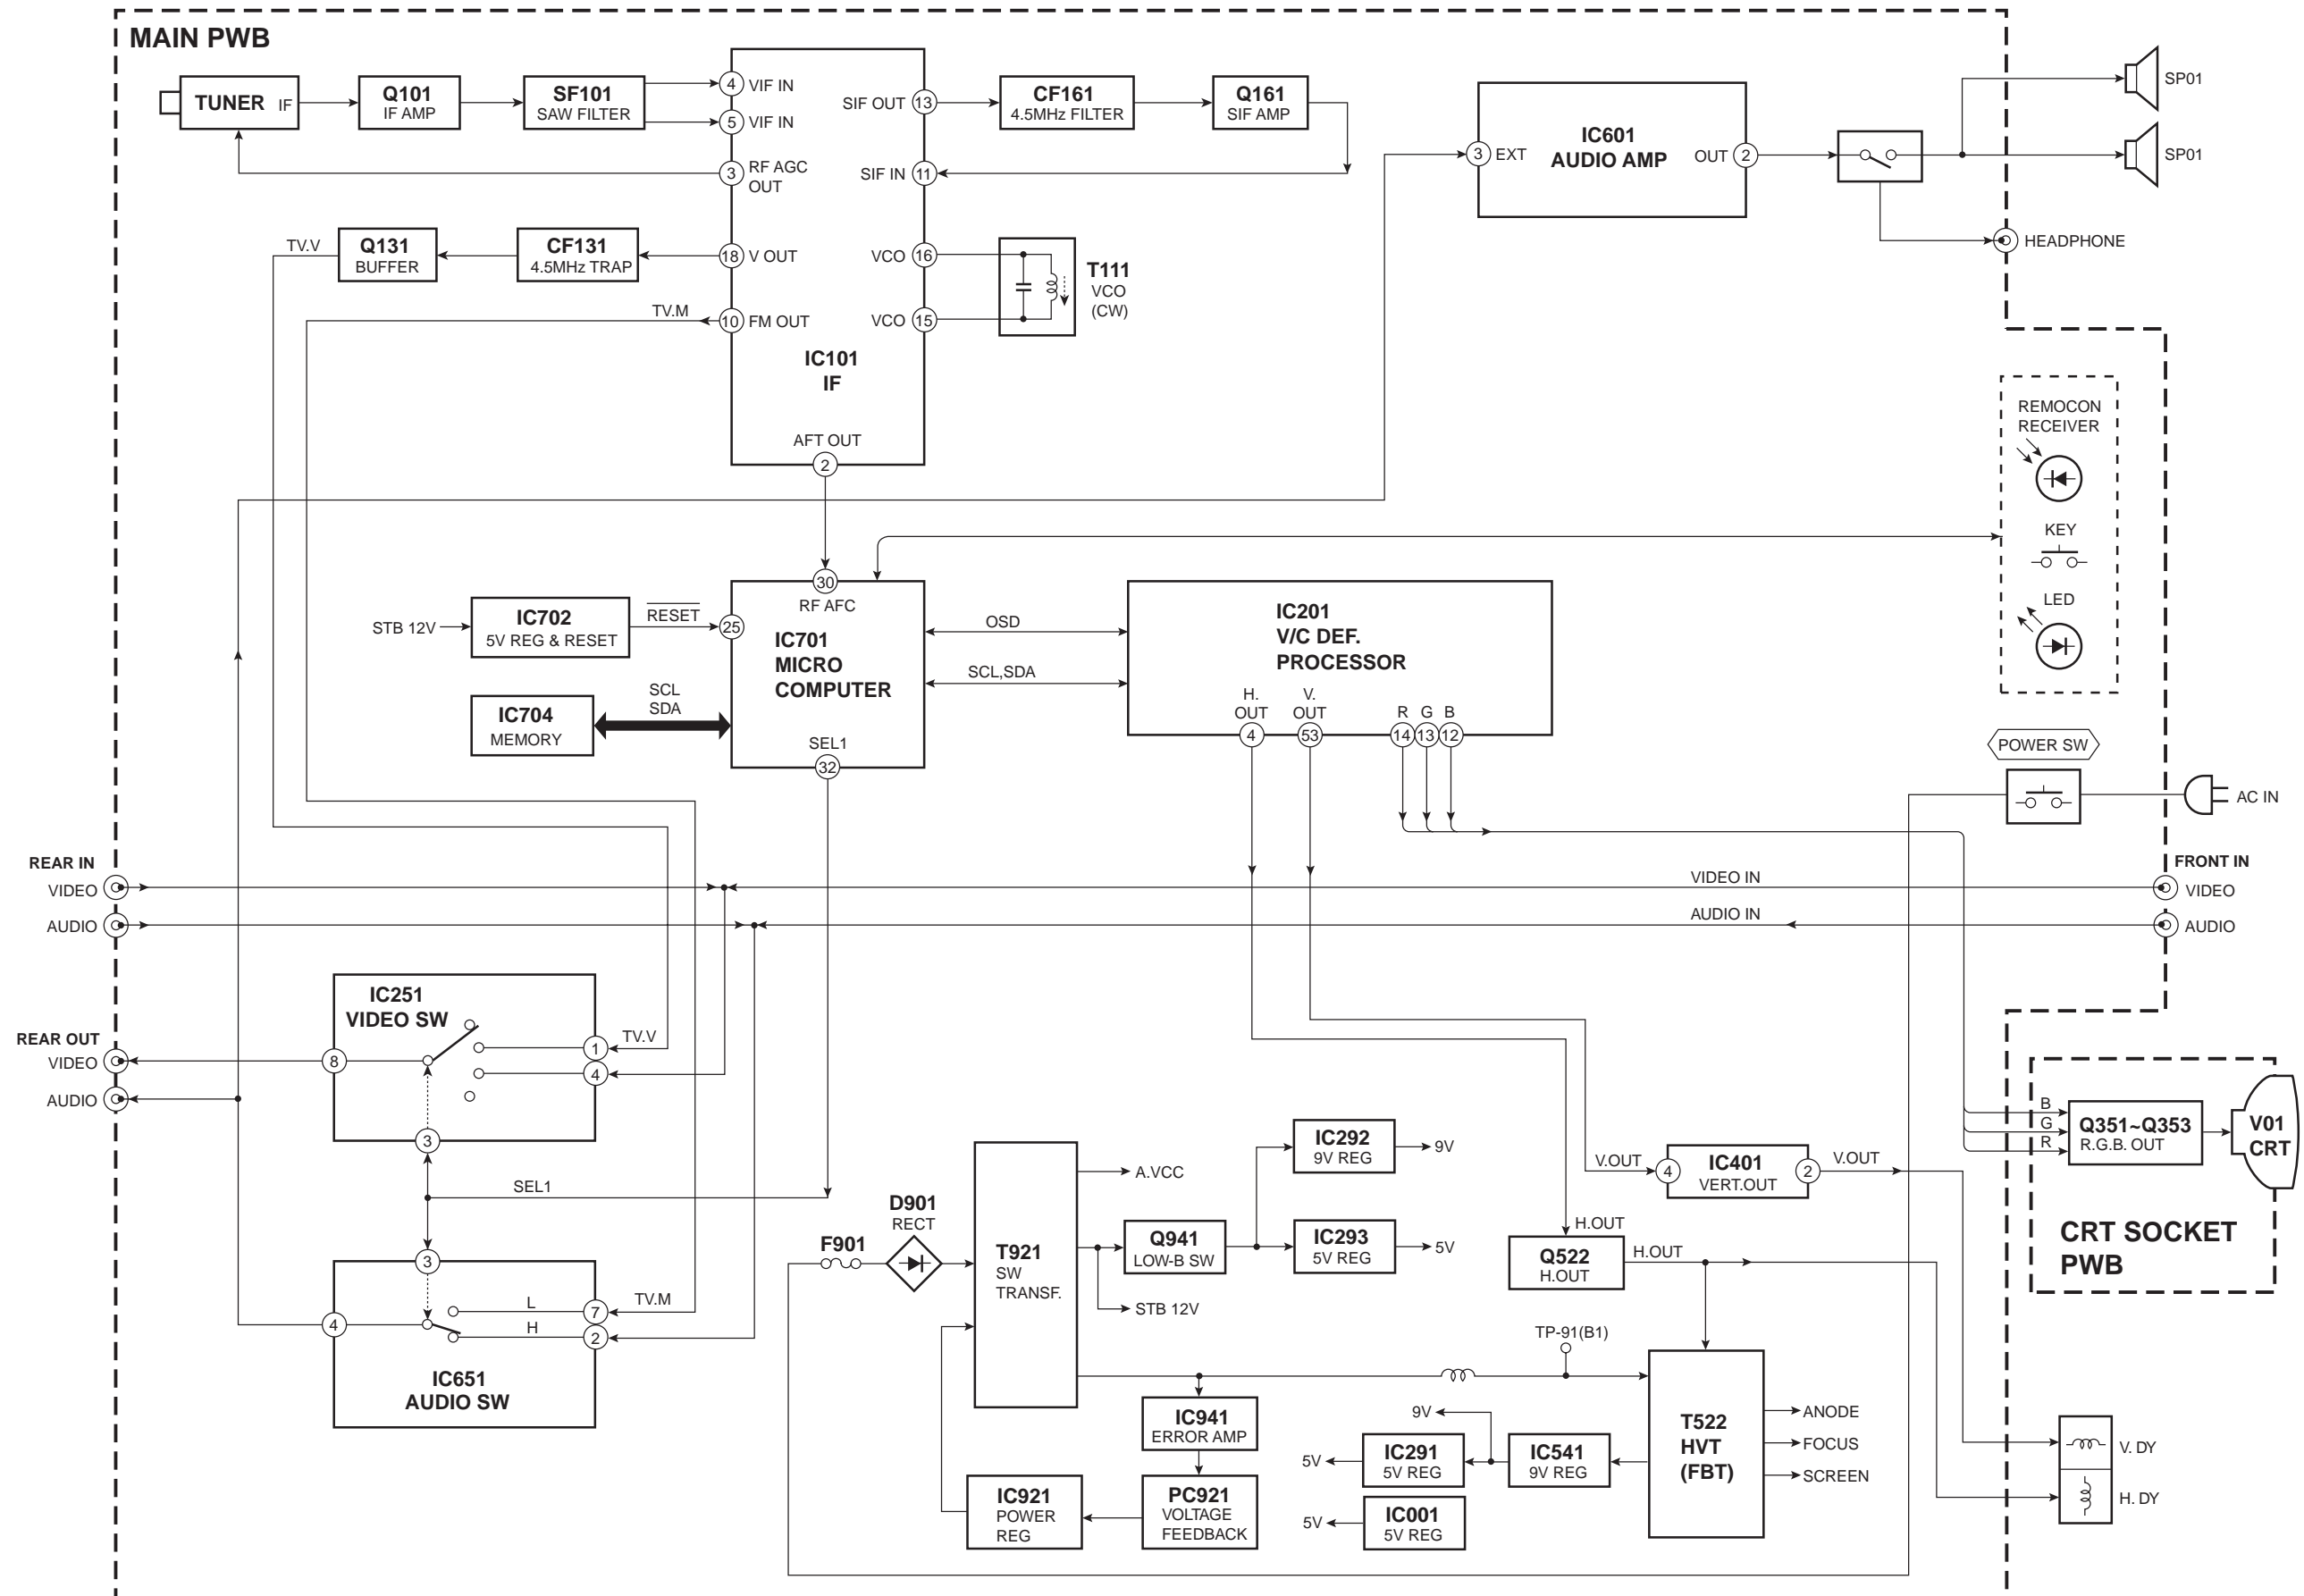 MAIN PWB
TUNER IF
Q101
IF AMP
SF101
SAW FILTER
4 VIF IN
5 VIF IN
3 RF AGC
OUT
18 V OUT
10 FM OUT
SIF OUT 13
SIF IN 11
VCO 16
VCO 15
IC101
IF
AFT OUT
2
CF161
4.5MHz FILTER
Q161
SIF AMP
T111
VCO
(CW)
TV.V
Q131
BUFFER
CF131
4.5MHz TRAP
TV.M
3 EXT
IC601
AUDIO AMP
OUT 2
SP01
SP01
HEADPHONE
REMOCON
RECEIVER
KEY
LED
STB 12V
IC702
5V REG & RESET
RESET
25
30
RF AFC
IC701
MICRO
COMPUTER
SEL1
32
IC704
MEMORY
SCL
SDA
OSD
SCL,SDA
IC201
V/C DEF.
PROCESSOR
H.
OUT
4
V.
OUT
53
R G B
14 13 12
POWER SW
AC IN
REAR IN
VIDEO
AUDIO
VIDEO IN
AUDIO IN
FRONT IN
VIDEO
AUDIO
REAR OUT
VIDEO
AUDIO
IC251
VIDEO SW
8
1
4
3
TV.V
SEL1
3
4
L
H
7
2
TV.M
IC651
AUDIO SW
F901
D901
RECT
T921
SW
TRANSF.
A.VCC
Q941
LOW-B SW
STB 12V
IC292
9V REG
9V
IC293
5V REG
5V
IC941
ERROR AMP
PC921
VOLTAGE
FEEDBACK
IC921
POWER
REG
TP-91(B1)
H.OUT
Q522
H.OUT
H.OUT
V.OUT
4
IC401
VERT.OUT
2
V.OUT
T522
HVT
(FBT)
ANODE
FOCUS
SCREEN
9V
IC541
9V REG
IC291
5V REG
5V
IC001
5V REG
5V
B
G
R
Q351~Q353
R.G.B. OUT
V01
CRT
CRT SOCKET
PWB
V. DY
H. DY